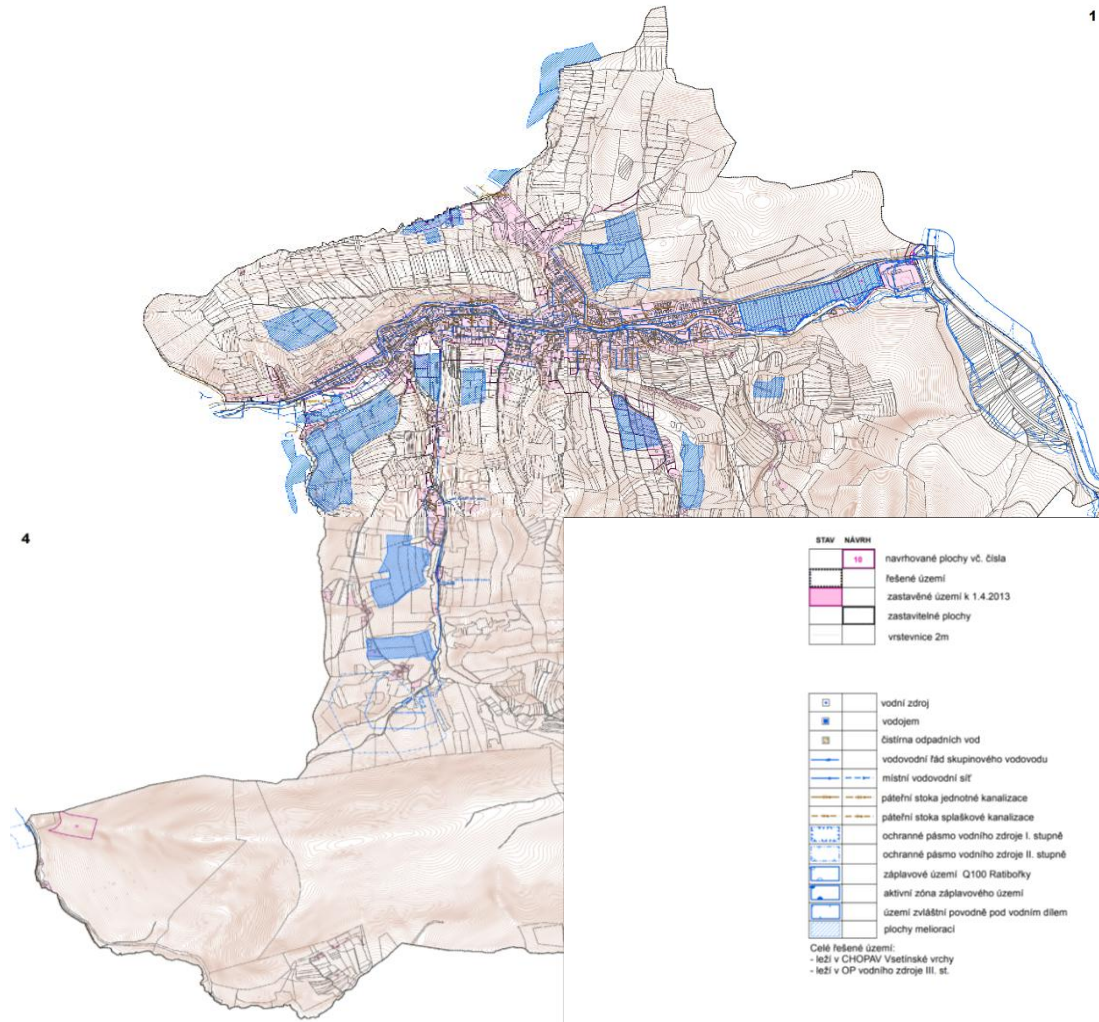 1
4
STAV NÁVRH
10 navrhované plochy vč. čísla
řešené území
zastavěné území k 1.4.2013
zastavitelné plochy
vrstevnice 2m
vodní zdroj
vodojem
čistírna odpadních vod
vodovodní řád skupinového vodovodu
místní vodovodní síť
páteřní stoka jednotné kanalizace
páteřní stoka splaškové kanalizace
ochranné pásmo vodního zdroje I. stupně
ochranné pásmo vodního zdroje II. stupně
záplavové území Q100 Ratibořky
aktivní zóna záplavového území
území zvláštní povodně pod vodním dílem
plochy meliorací
Celé řešené území:
- leží v CHOPAV Vsetínské vrchy
- leží v OP vodního zdroje III. st.